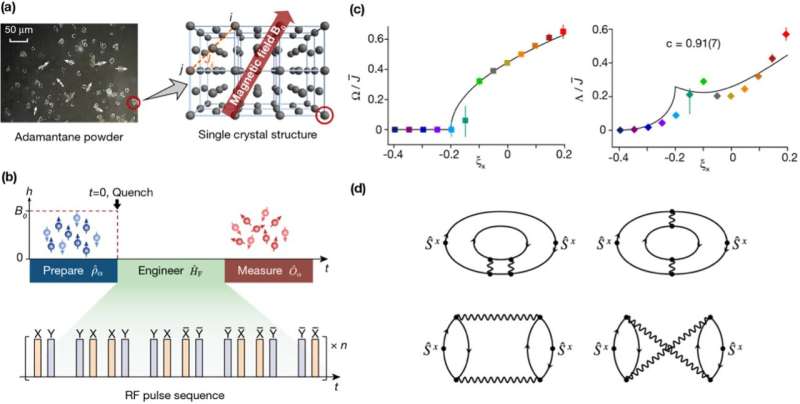 (a)
50 μm
Adamantane powder
i
j
Magnetic field B₀
Single crystal structure
(b)
h
t=0, Quench
B₀
0
t
Prepare ρ̂α
Engineer ĤF
Measure Ôα
X Y Y X X Y Y X̄ X̄ Y Ȳ X̄ X̄ Ȳ Ȳ X̄
× n
t
RF pulse sequence
(c)
Ω / J̄
0.6
0.4
0.2
0
-0.4 -0.2 0 0.2
ξx
Λ / J̄
c = 0.91(7)
0.6
0.4
0.2
0.0
-0.4 -0.2 0 0.2
ξx
(d)
Ŝx Ŝx Ŝx Ŝx
Ŝx Ŝx Ŝx Ŝx